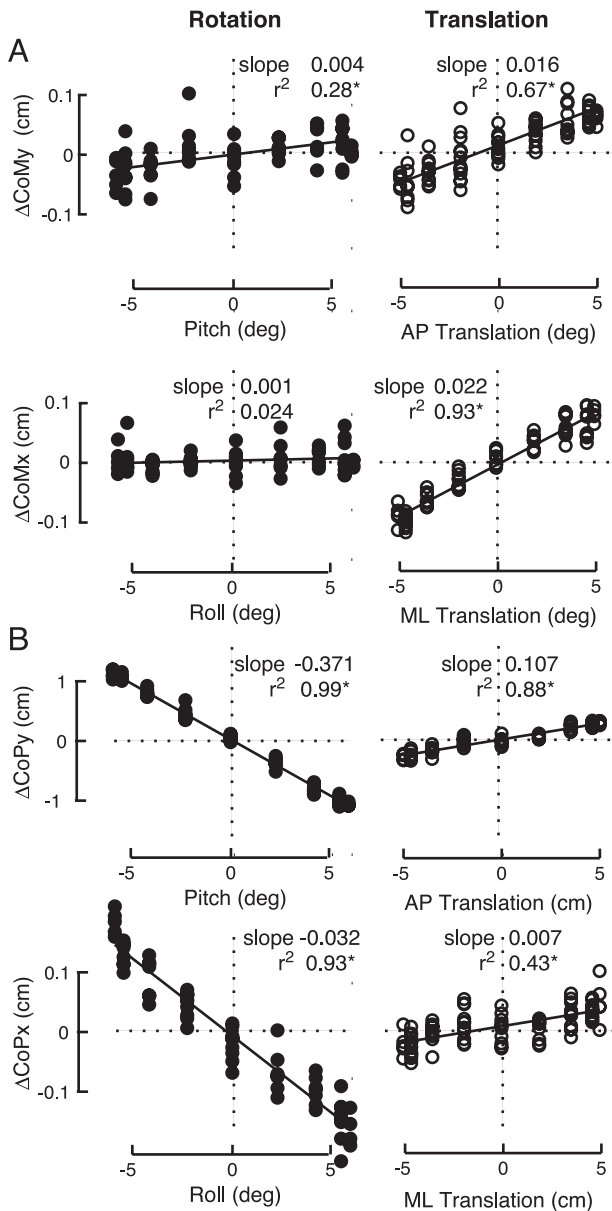 Rotation Translation
A
slope 0.004
r² 0.28*
slope 0.016
r² 0.67*
ΔCoMy (cm)
0.1
0
-0.1
-5 0 5
Pitch (deg)
-5 0 5
AP Translation (deg)
slope 0.001
r² 0.024
slope 0.022
r² 0.93*
ΔCoMx (cm)
0.1
0
-0.1
-5 0 5
Roll (deg)
-5 0 5
ML Translation (deg)
B
slope -0.371
r² 0.99*
slope 0.107
r² 0.88*
ΔCoPy (cm)
1
0
-1
-5 0 5
Pitch (deg)
-5 0 5
AP Translation (cm)
slope -0.032
r² 0.93*
slope 0.007
r² 0.43*
ΔCoPx (cm)
0.1
0
-0.1
-5 0 5
Roll (deg)
-5 0 5
ML Translation (cm)